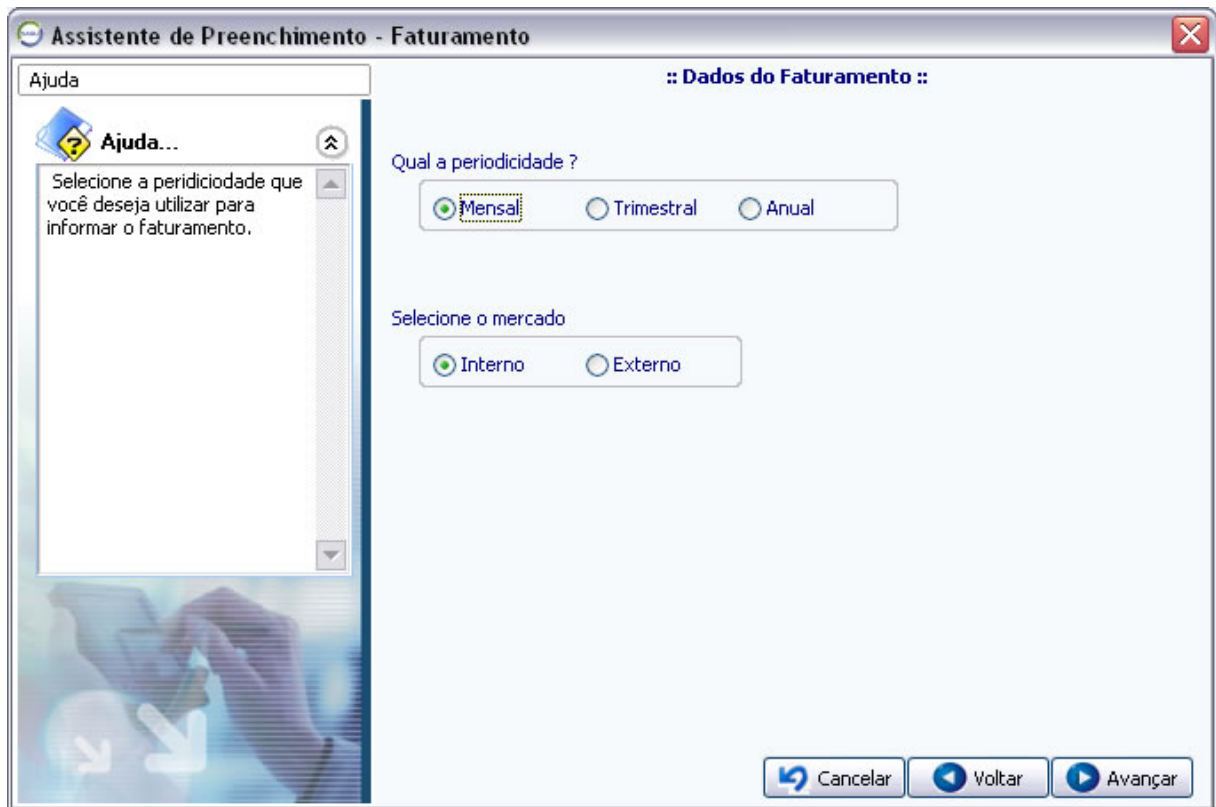 Assistente de Preenchimento - Faturamento
Ajuda
Ajuda...
Selecione a peridiciodade que
você deseja utilizar para
informar o faturamento.
:: Dados do Faturamento ::
Qual a periodicidade ?
Mensal Trimestral Anual
Selecione o mercado
Interno Externo
Cancelar Voltar Avançar